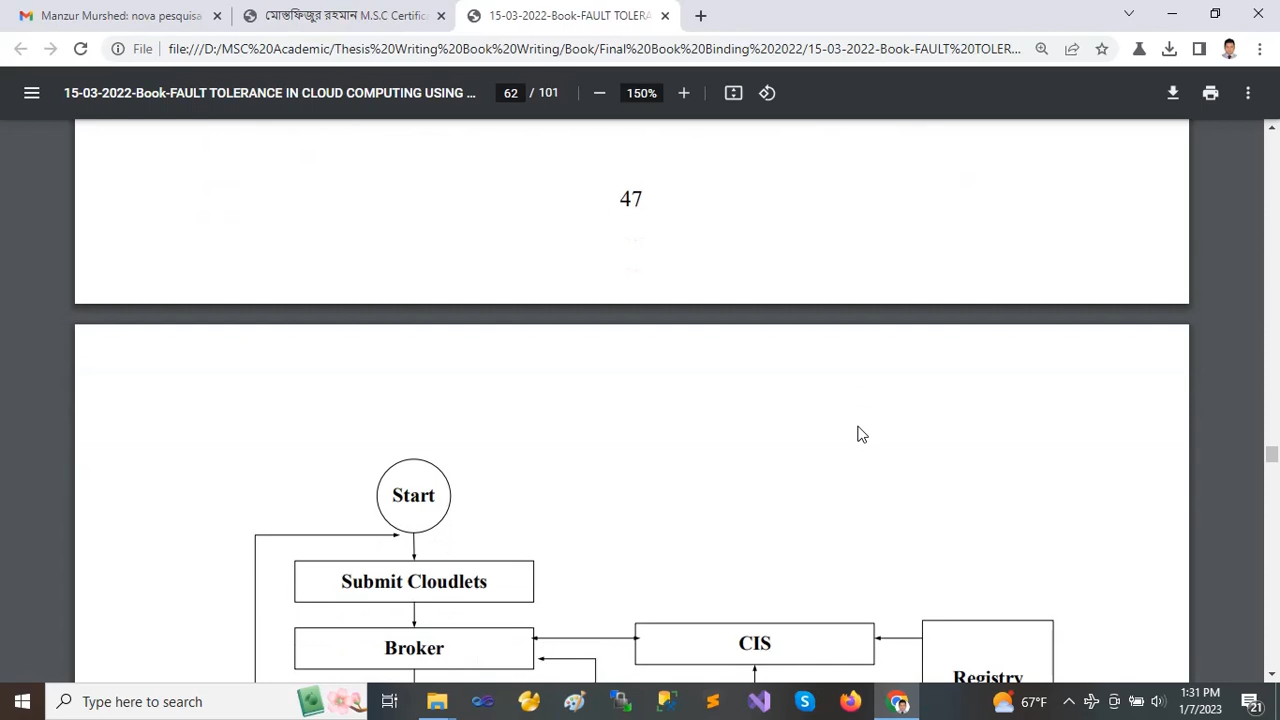 Manzur Murshed: nova pesquisa
মোস্তফিজুর রহমান M.S.C Certific
15-03-2022-Book-FAULT TOLERA
File
file:///D:/MSC%20Academic/Thesis%20Writing%20Book%20Writing/Book/Final%20Book%20Binding%202022/15-03-2022-Book-FAULT%20TOLER...
15-03-2022-Book-FAULT TOLERANCE IN CLOUD COMPUTING USING ...
62 / 101
150%
47
Start
Submit Cloudlets
Broker
CIS
Registry
Type here to search
67°F
1:31 PM
1/7/2023
21